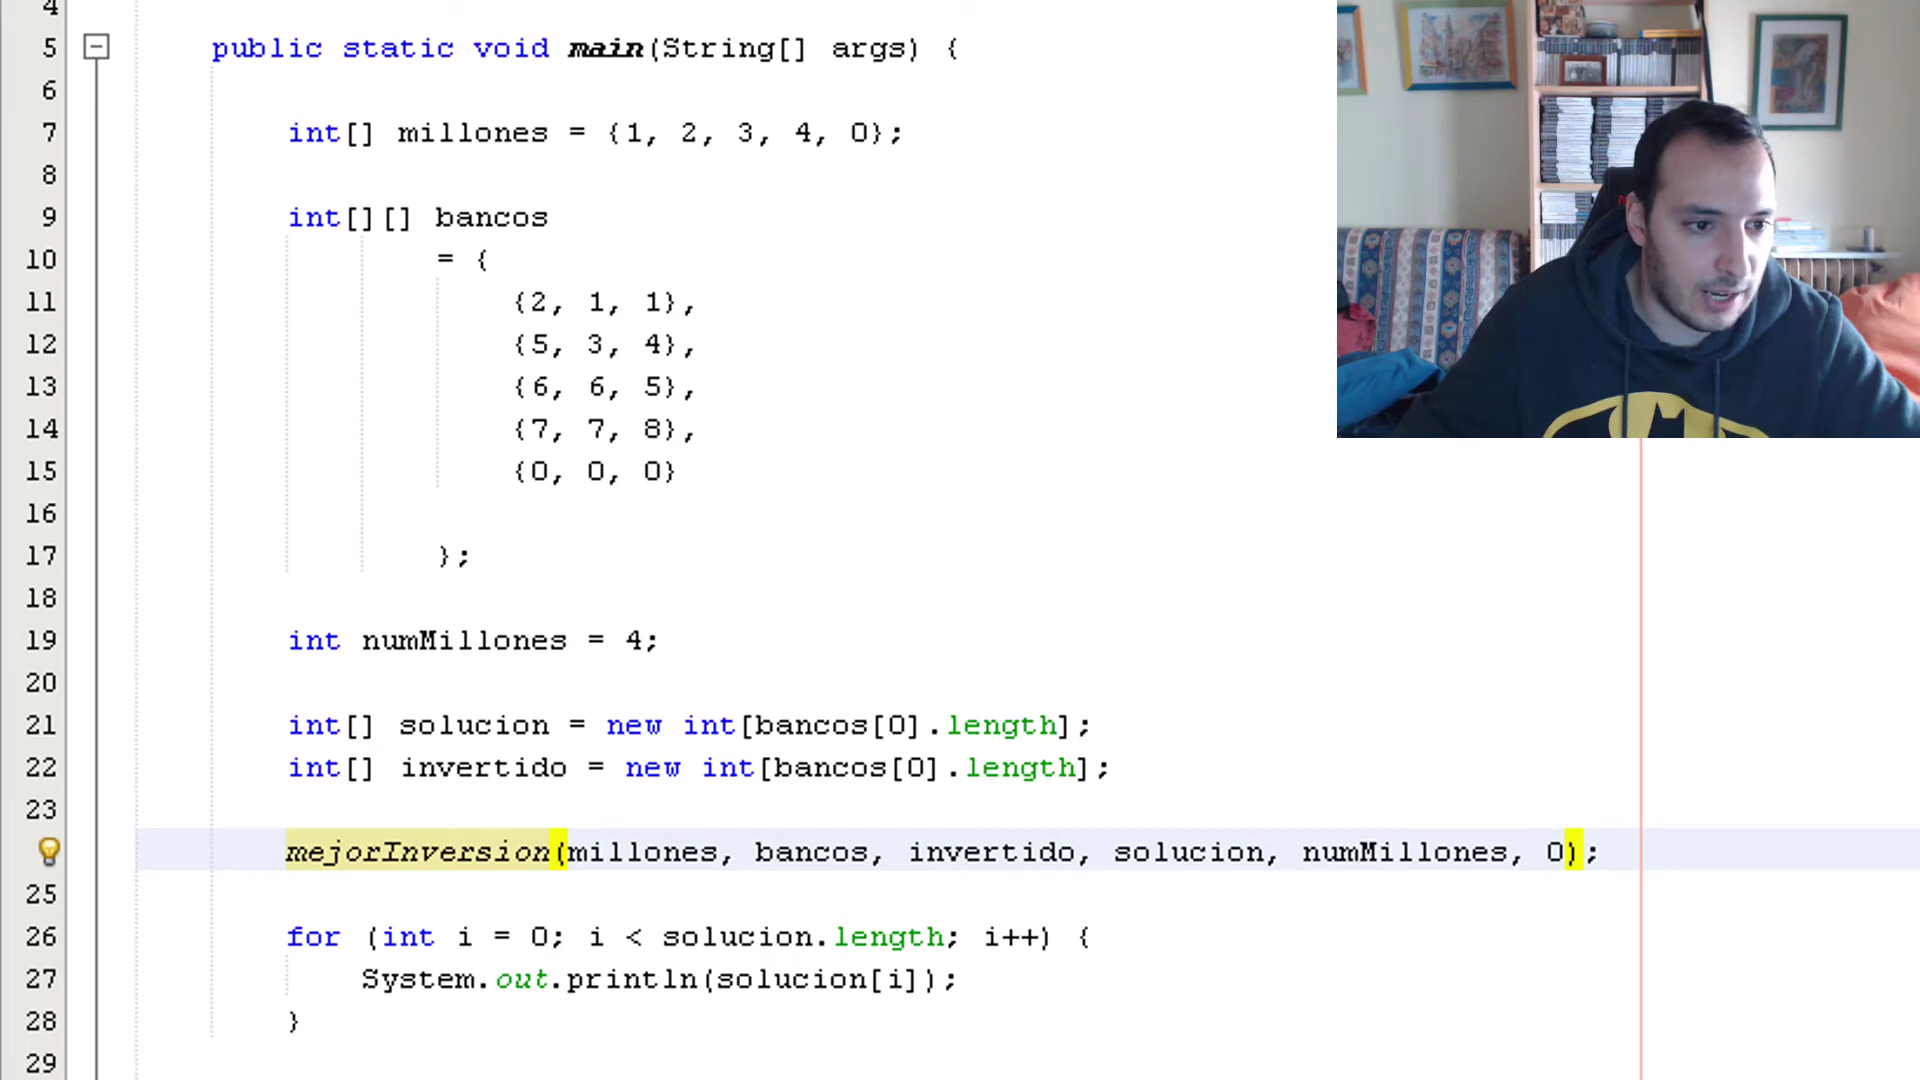 4
5 public static void main(String[] args) {
6
7 int[] millones = {1, 2, 3, 4, 0};
8
9 int[][] bancos
10 = {
11 {2, 1, 1},
12 {5, 3, 4},
13 {6, 6, 5},
14 {7, 7, 8},
15 {0, 0, 0}
16
17 };
18
19 int numMillones = 4;
20
21 int[] solucion = new int[bancos[0].length];
22 int[] invertido = new int[bancos[0].length];
23
mejorInversion(millones, bancos, invertido, solucion, numMillones, 0);
25
26 for (int i = 0; i < solucion.length; i++) {
27 System.out.println(solucion[i]);
28 }
29